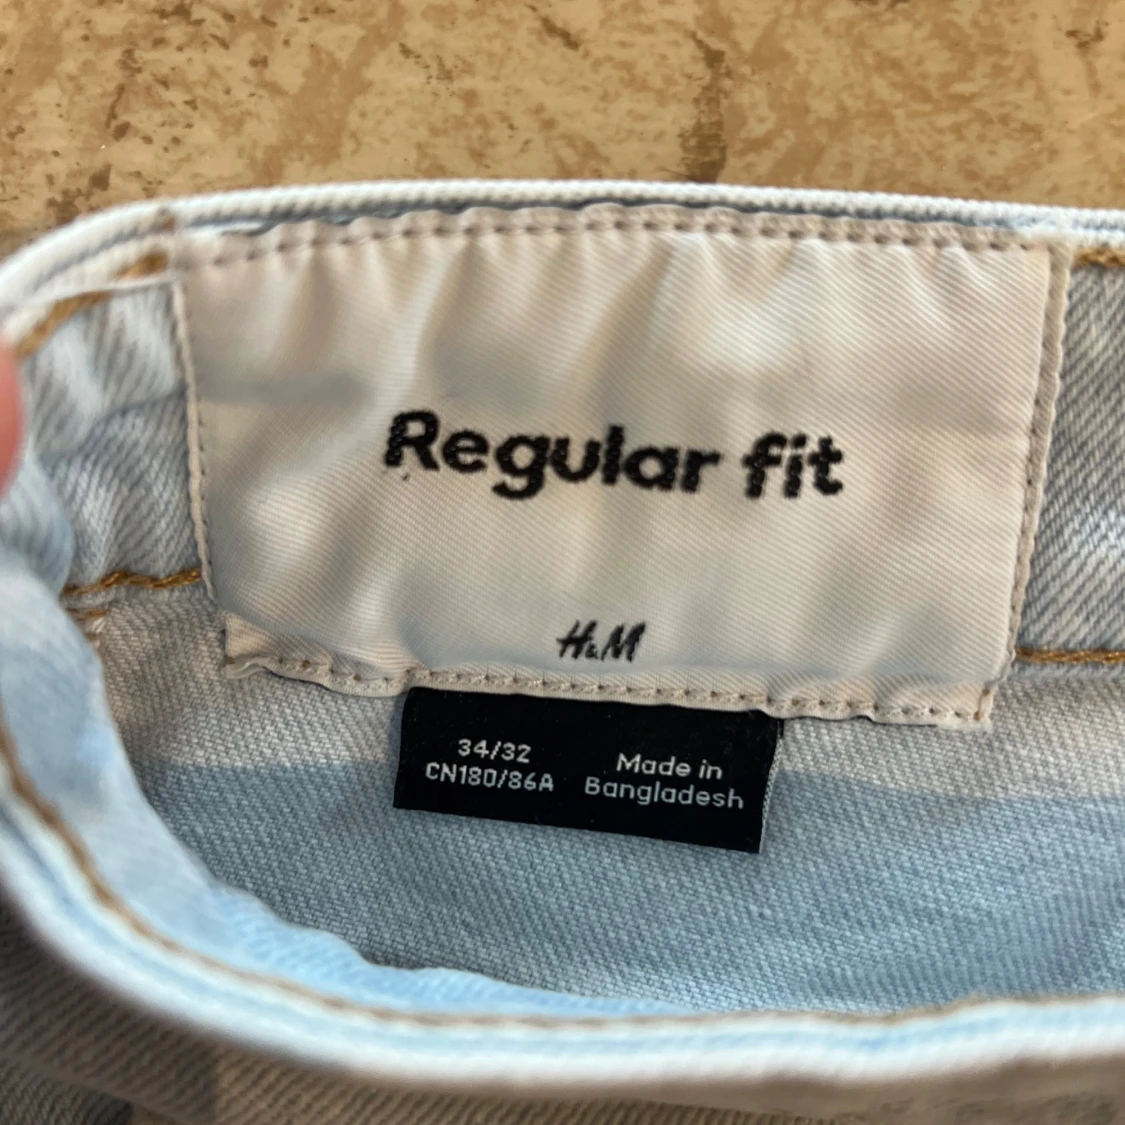 Regular fit
H&M
34/32
CN180/86A
Made in
Bangladesh